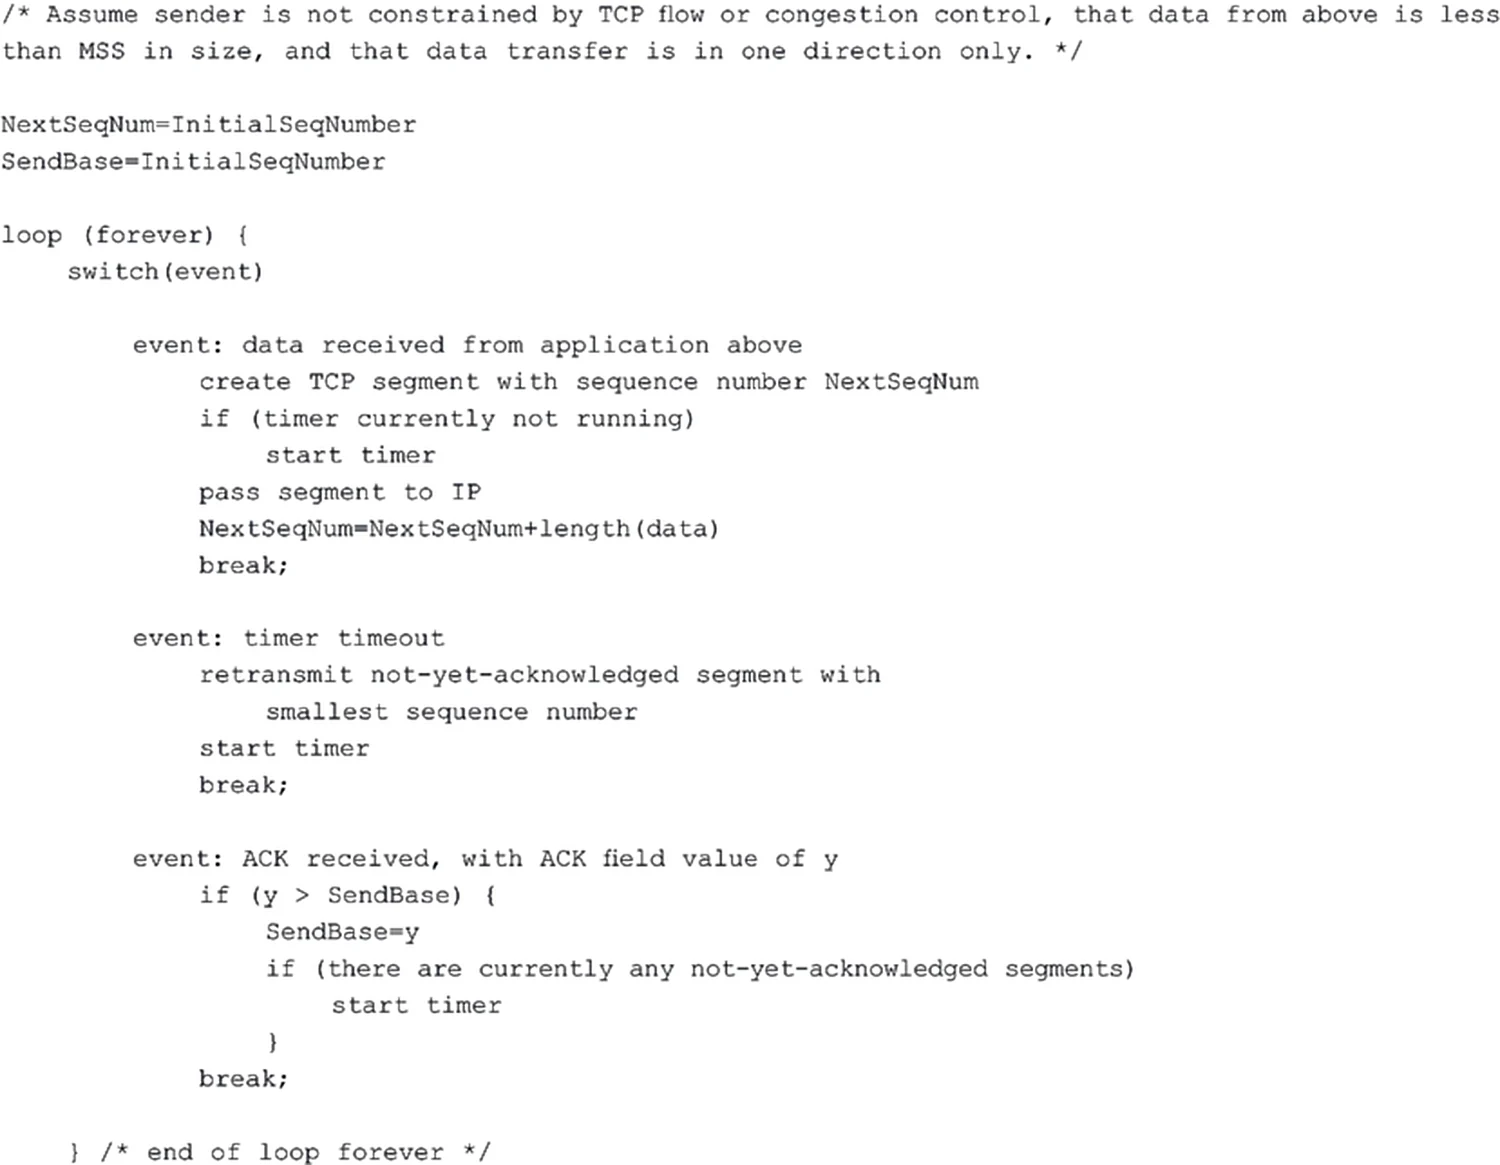 /* Assume sender is not constrained by TCP flow or congestion control, that data from above is less
than MSS in size, and that data transfer is in one direction only. */
NextSeqNum=InitialSeqNumber
SendBase=InitialSeqNumber
loop (forever) {
switch(event)
event: data received from application above
create TCP segment with sequence number NextSeqNum
if (timer currently not running)
start timer
pass segment to IP
NextSeqNum=NextSeqNum+length(data)
break;
event: timer timeout
retransmit not-yet-acknowledged segment with
smallest sequence number
start timer
break;
event: ACK received, with ACK field value of y
if (y > SendBase) {
SendBase=y
if (there are currently any not-yet-acknowledged segments)
start timer
}
break;
} /* end of loop forever */